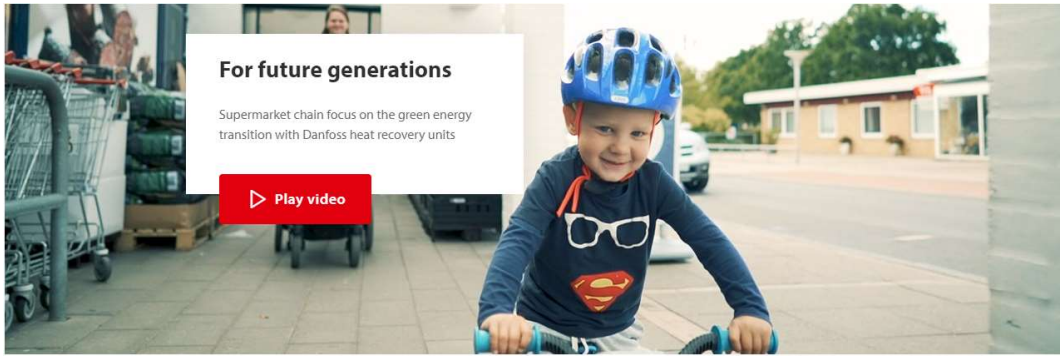 For future generations
Supermarket chain focus on the green energy
transition with Danfoss heat recovery units
Play video